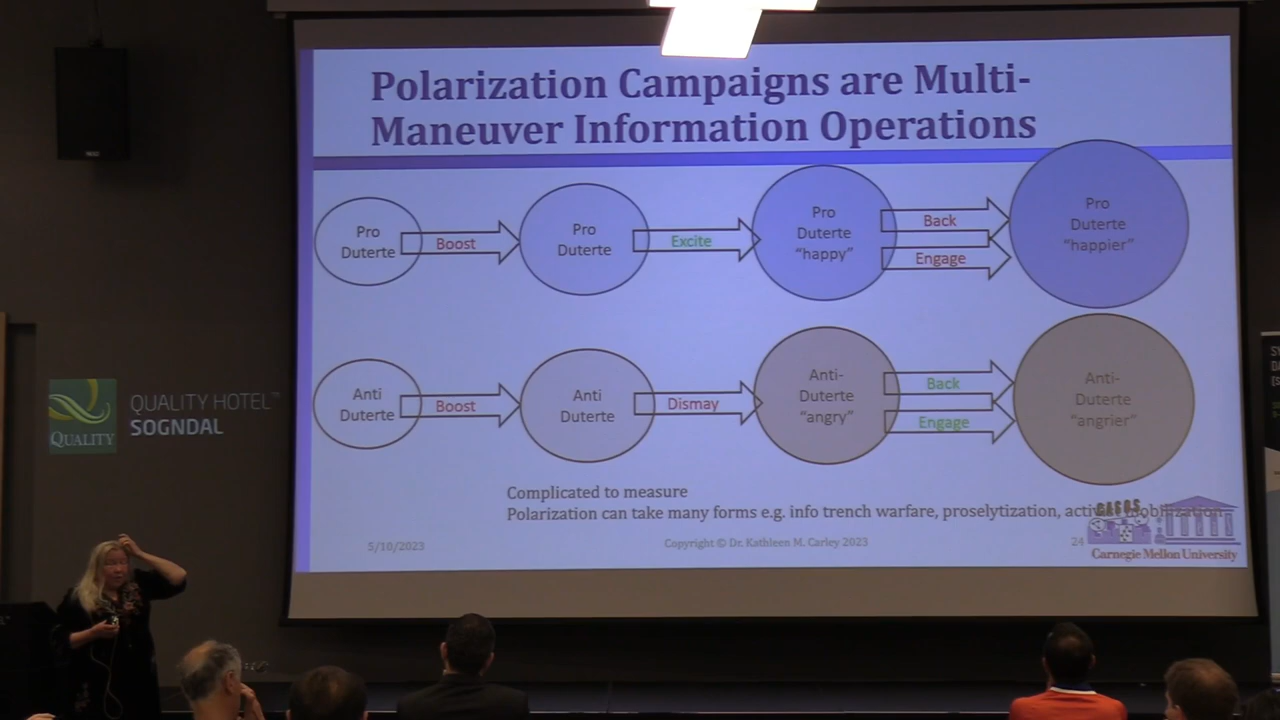 Polarization Campaigns are Multi-
Maneuver Information Operations
Pro
Duterte
Boost
Pro
Duterte
Excite
Pro
Duterte
“happy”
Back
Engage
Pro
Duterte
“happier”
Anti
Duterte
Boost
Anti
Duterte
Dismay
Anti-
Duterte
“angry”
Back
Engage
Anti-
Duterte
“angrier”
Complicated to measure
Polarization can take many forms e.g. info trench warfare, proselytization, mobilization
5/10/2023
Copyright © Dr. Kathleen M. Carley 2023
24
CASOS
Carnegie Mellon University
QUALITY HOTEL™
SOGNDAL
QUALITY